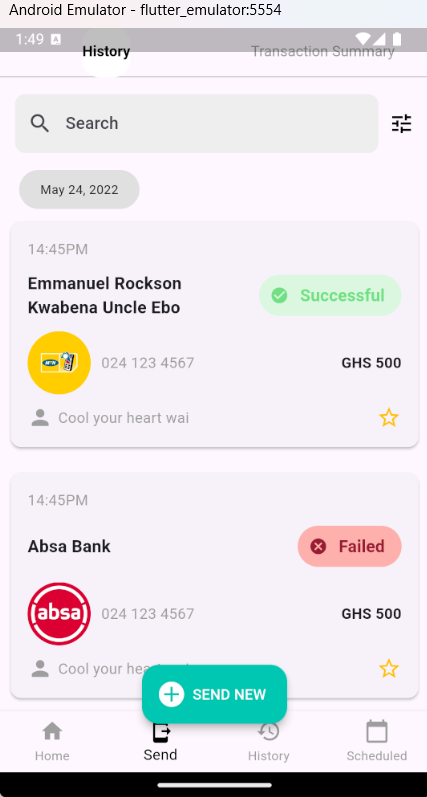 Android Emulator - flutter_emulator:5554
1:49 A
History Transaction Summary
Search
May 24, 2022
14:45PM
Emmanuel Rockson
Kwabena Uncle Ebo
Successful
MTN
024 123 4567 GHS 500
Cool your heart wai
14:45PM
Absa Bank
Failed
absa
024 123 4567 GHS 500
Cool your
SEND NEW
Home Send History Scheduled